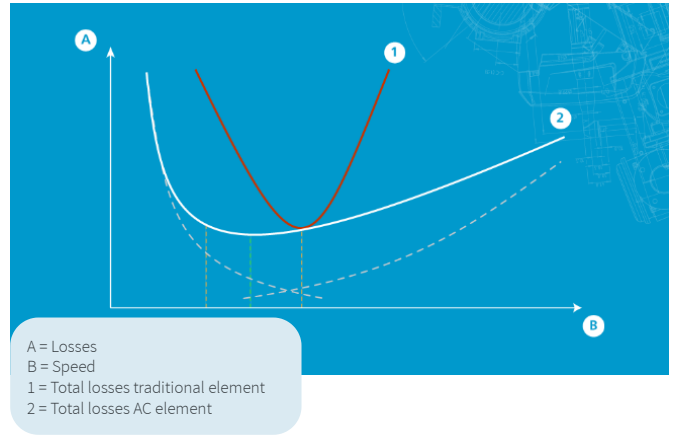 A
1
2
B
A = Losses
B = Speed
1 = Total losses traditional element
2 = Total losses AC element